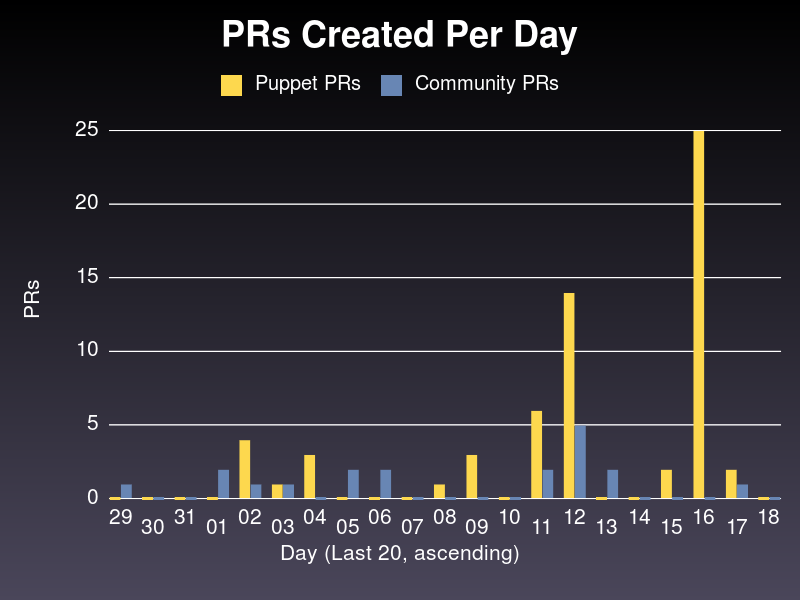 PRs Created Per Day
Puppet PRs Community PRs
25
20
15
10
5
0
PRs
29 30 31 01 02 03 04 05 06 07 08 09 10 11 12 13 14 15 16 17 18
Day (Last 20, ascending)